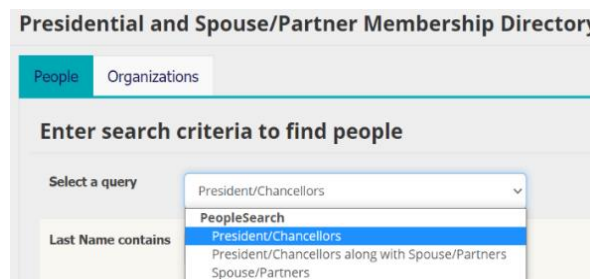 Presidential and Spouse/Partner Membership Directory
People Organizations
Enter search criteria to find people
Select a query President/Chancellors
PeopleSearch
Last Name contains President/Chancellors
President/Chancellors along with Spouse/Partners
Spouse/Partners